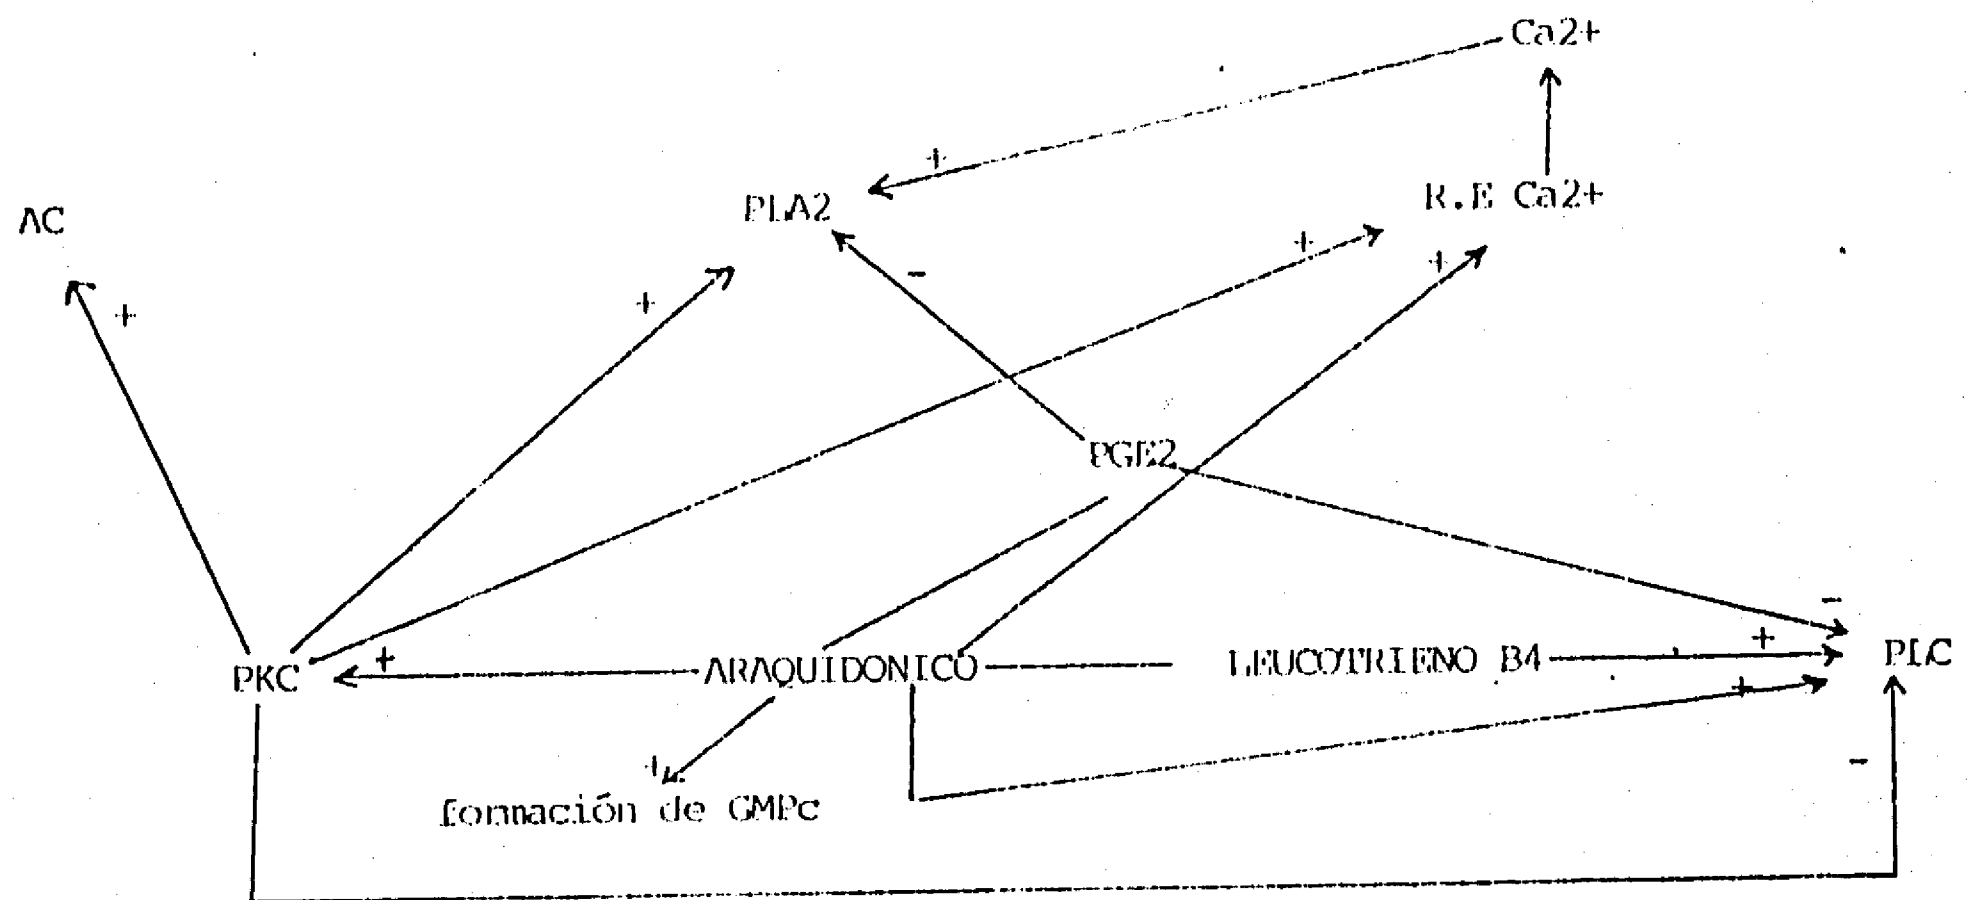 Ca2+
+
PLA2
R.E Ca2+
AC
+
+
-
+
+
PGE2
-
PKC
+
ARAQUIDONICO
LEUCOTRIENO B4
+
PLC
+
+
-
formación de GMPc